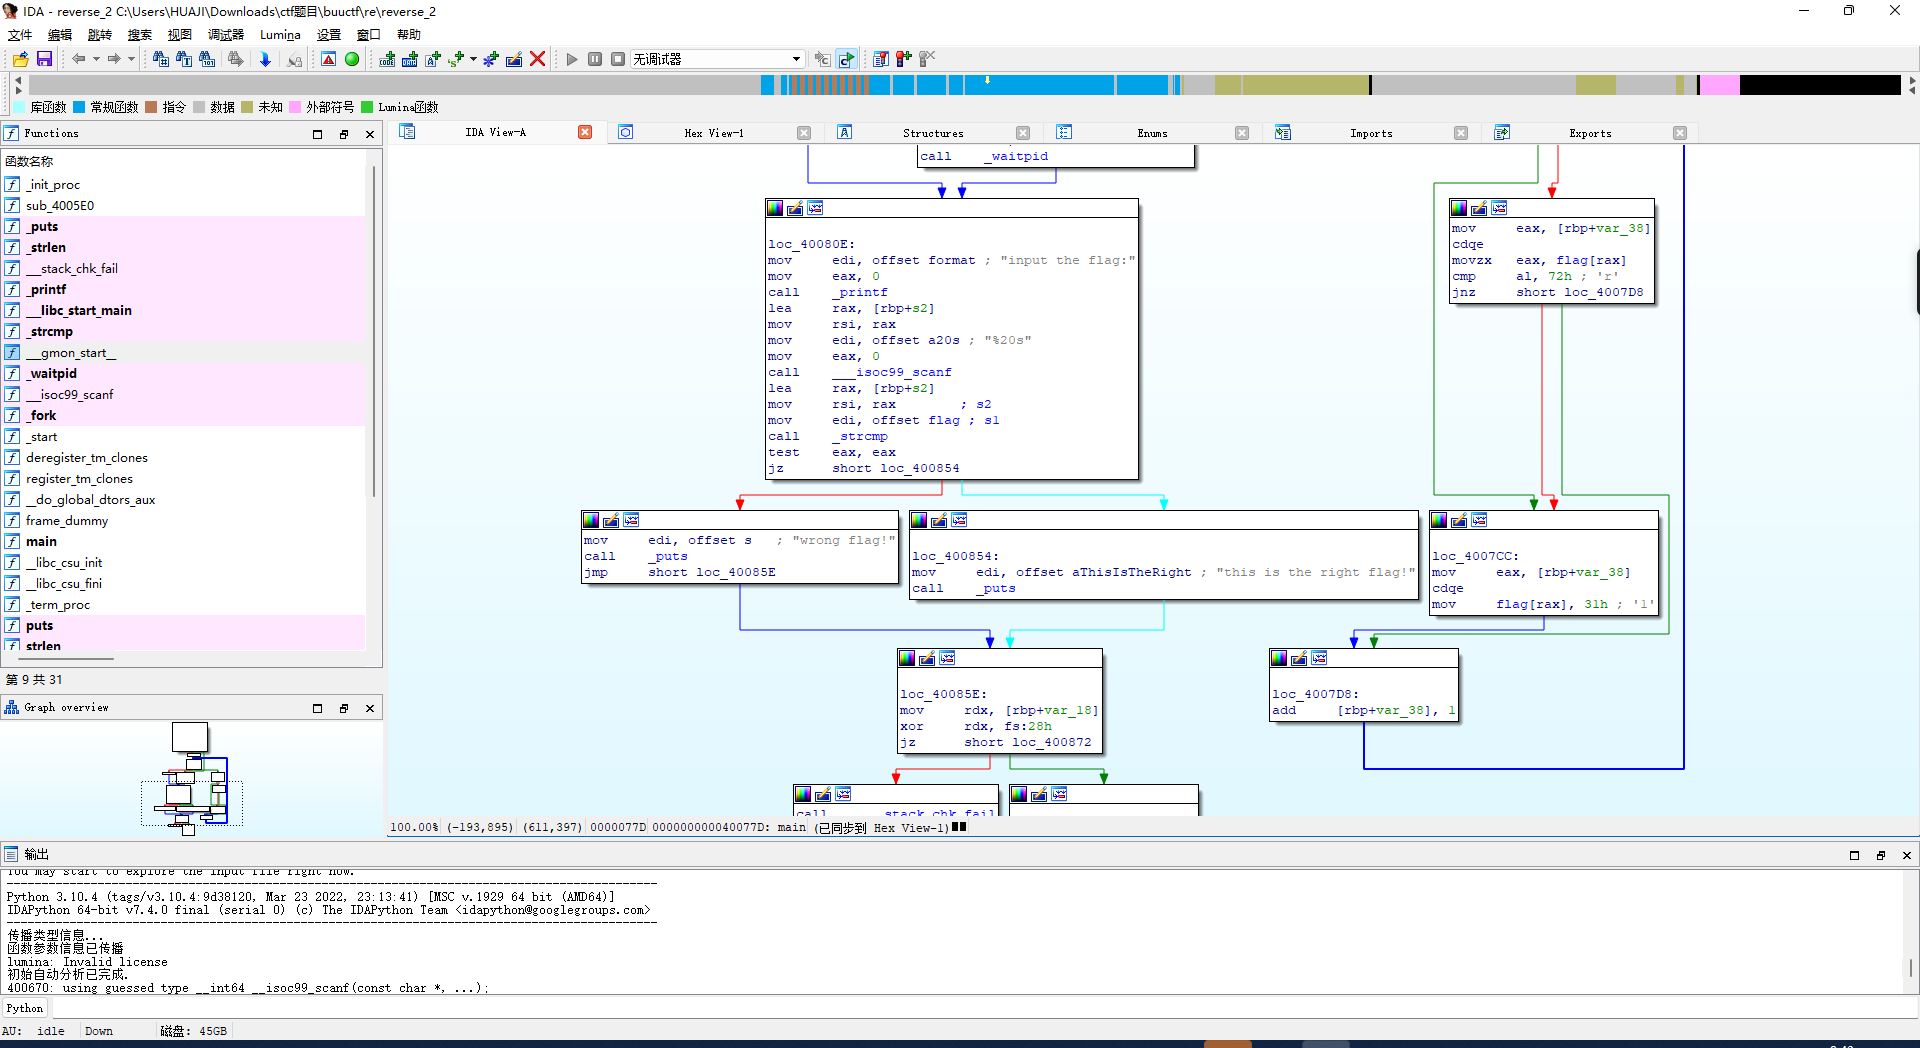 IDA - reverse_2 C:\Users\HUAJI\Downloads\ctf题目\buuctf\re\reverse_2
文件 编辑 跳转 搜索 视图 调试器 Lumina 设置 窗口 帮助
无调试器
库函数 常规函数 指令 数据 未知 外部符号 Lumina函数
Functions
函数名称
_init_proc
sub_4005E0
_puts
_strlen
__stack_chk_fail
_printf
__libc_start_main
_strcmp
__gmon_start__
_waitpid
__isoc99_scanf
_fork
_start
deregister_tm_clones
register_tm_clones
__do_global_dtors_aux
frame_dummy
main
__libc_csu_init
__libc_csu_fini
_term_proc
puts
strlen
第 9 共 31
Graph overview
IDA View-A Hex View-1 Structures Enums Imports Exports
call _waitpid
loc_40080E:
mov edi, offset format ; "input the flag:"
mov eax, 0
call _printf
lea rax, [rbp+s2]
mov rsi, rax
mov edi, offset a20s ; "%20s"
mov eax, 0
call ___isoc99_scanf
lea rax, [rbp+s2]
mov rsi, rax ; s2
mov edi, offset flag ; s1
call _strcmp
test eax, eax
jz short loc_400854
mov eax, [rbp+var_38]
cdqe
movzx eax, flag[rax]
cmp al, 72h ; 'r'
jnz short loc_4007D8
mov edi, offset s ; "wrong flag!"
call _puts
jmp short loc_40085E
loc_400854:
mov edi, offset aThisIsTheRight ; "this is the right flag!"
call _puts
loc_4007CC:
mov eax, [rbp+var_38]
cdqe
mov flag[rax], 31h ; '1'
loc_40085E:
mov rdx, [rbp+var_18]
xor rdx, fs:28h
jz short loc_400872
loc_4007D8:
add [rbp+var_38], 1
call ___stack_chk_fail
100.00% (-193,895) (611,397) 0000077D 000000000040077D: main (已同步到 Hex View-1)
输出
You may start to explore the input file right now.
Python 3.10.4 (tags/v3.10.4:9d38120, Mar 23 2022, 23:13:41) [MSC v.1929 64 bit (AMD64)]
IDAPython 64-bit v7.4.0 final (serial 0) (c) The IDAPython Team <idapython@googlegroups.com>
传播类型信息...
函数参数信息已传播
lumina: Invalid license
初始自动分析已完成.
400670: using guessed type __int64 __isoc99_scanf(const char *, ...);
Python
AU: idle Down 磁盘: 45GB